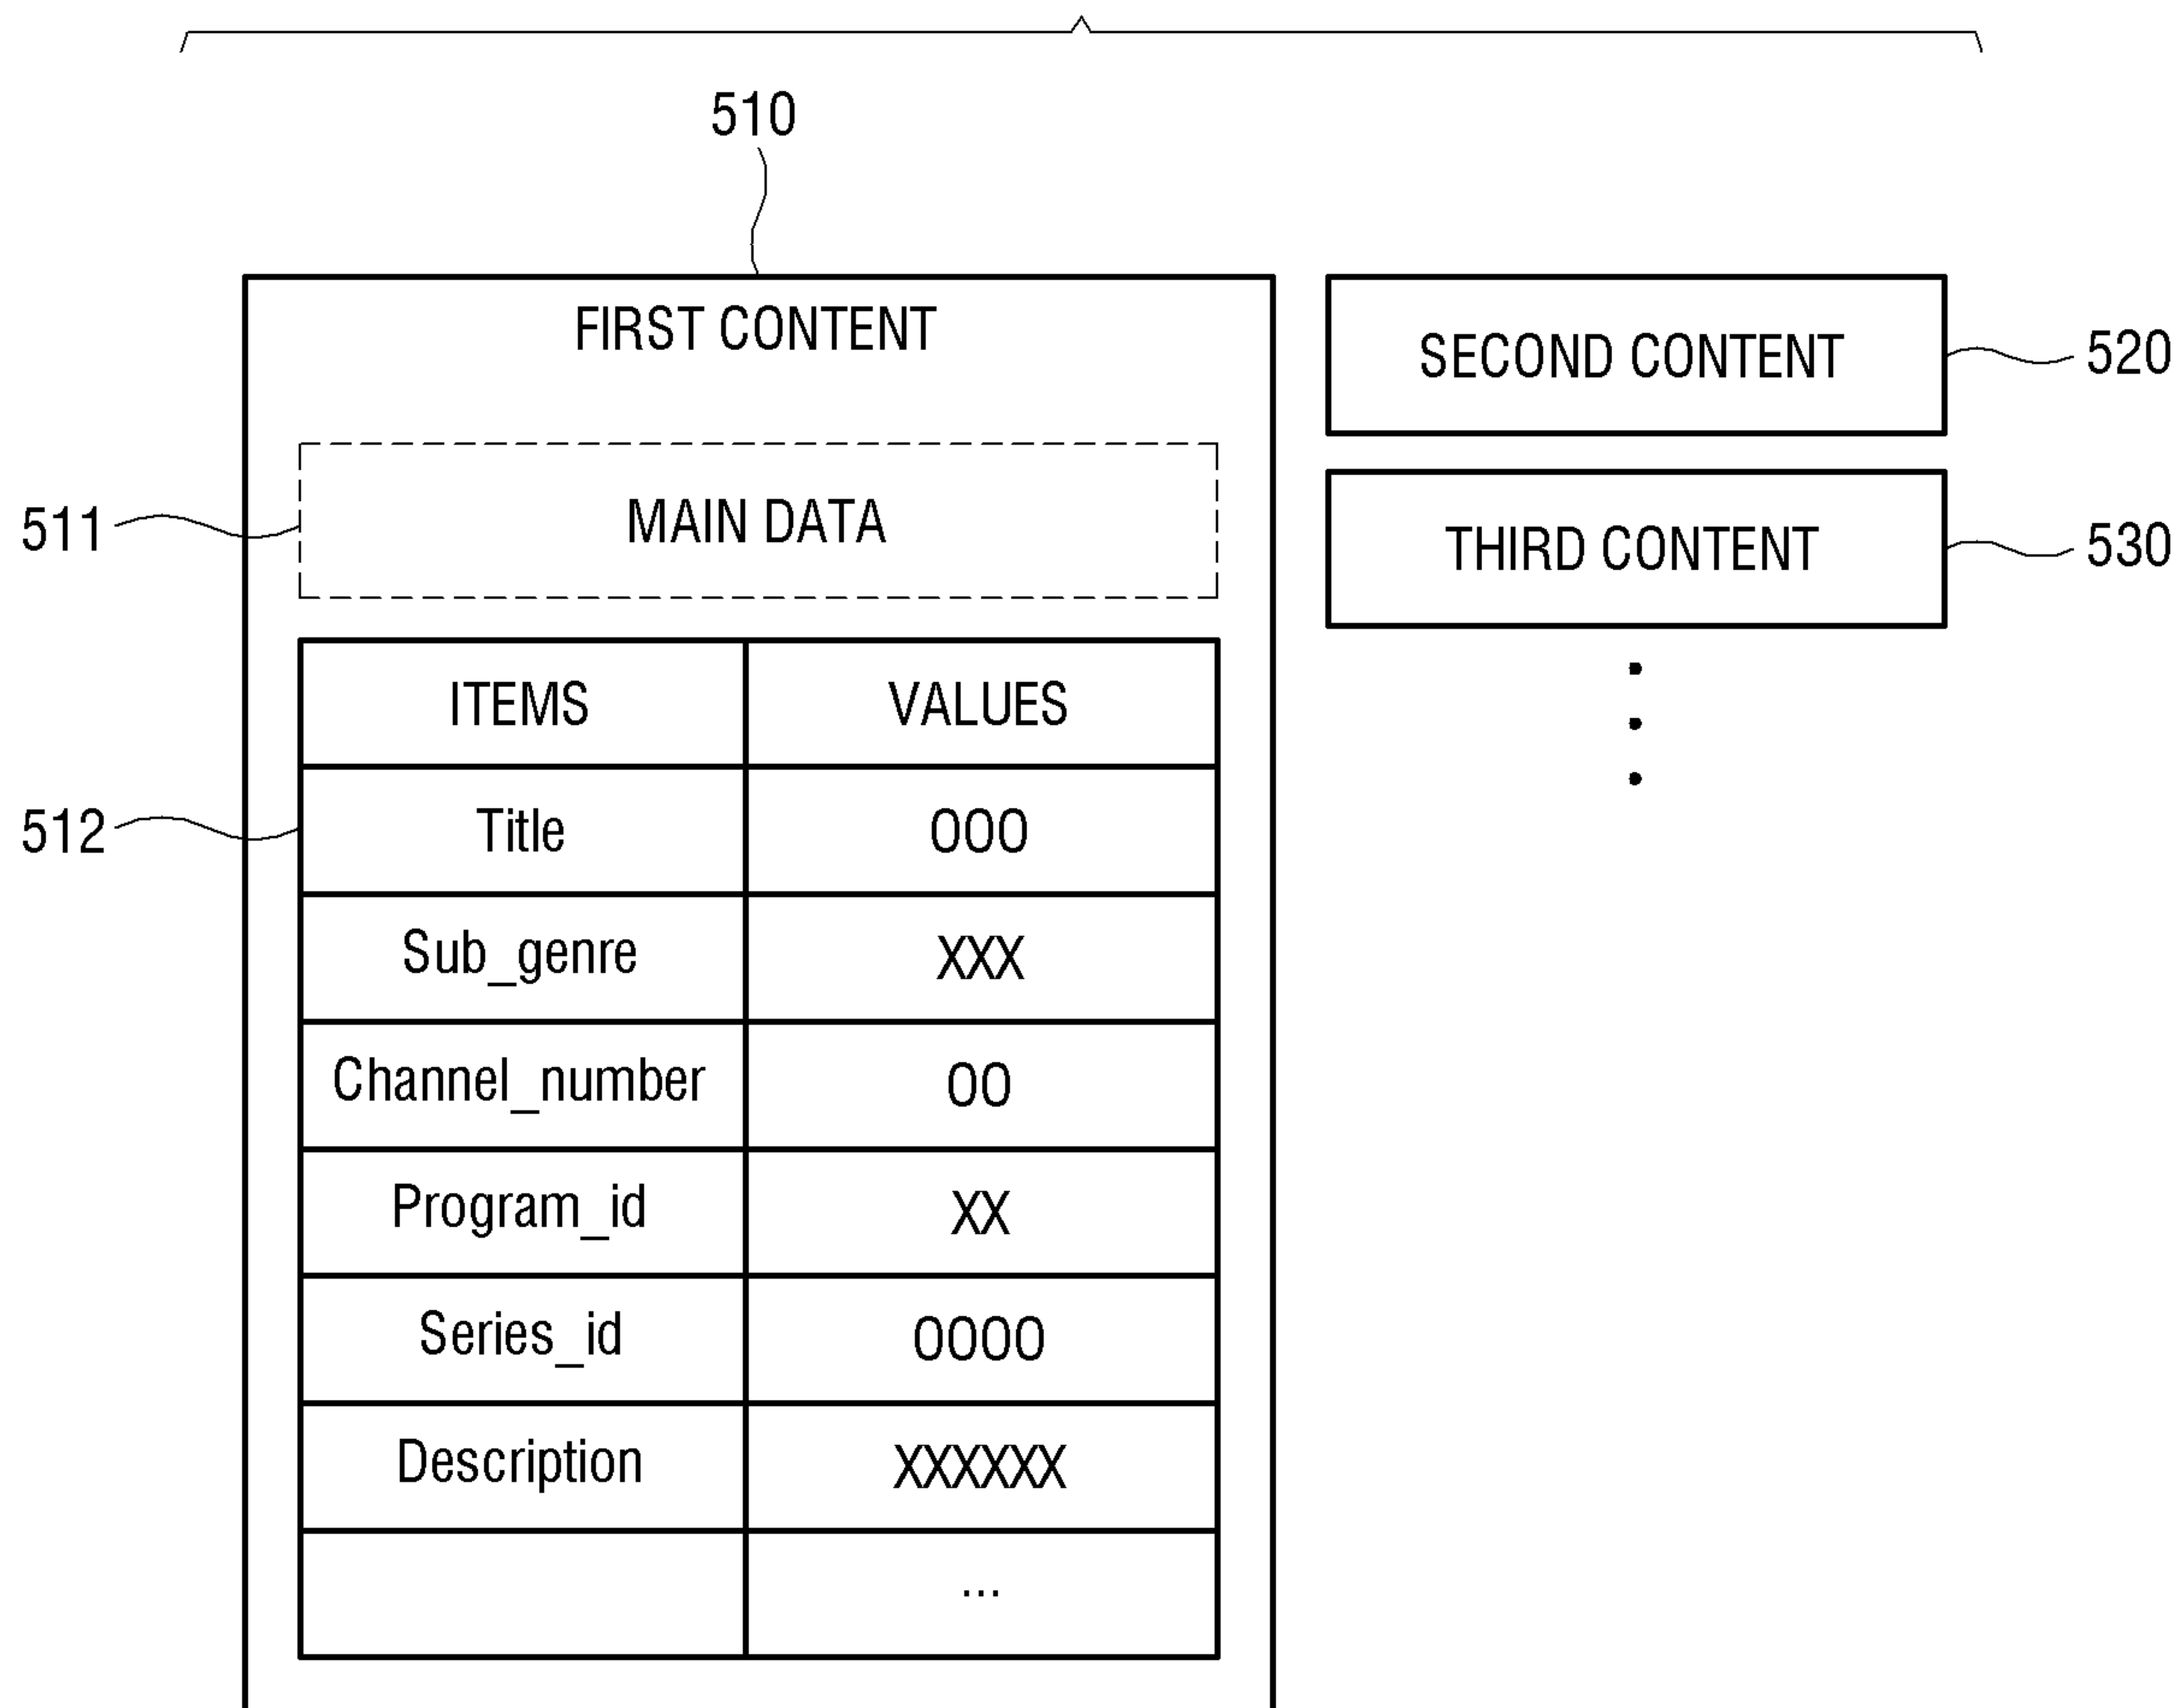 510
FIRST CONTENT
SECOND CONTENT
520
511
MAIN DATA
THIRD CONTENT
530
ITEMS VALUES
512
Title OOO
Sub_genre XXX
Channel_number OO
Program_id XX
Series_id OOOO
Description XXXXXX
...